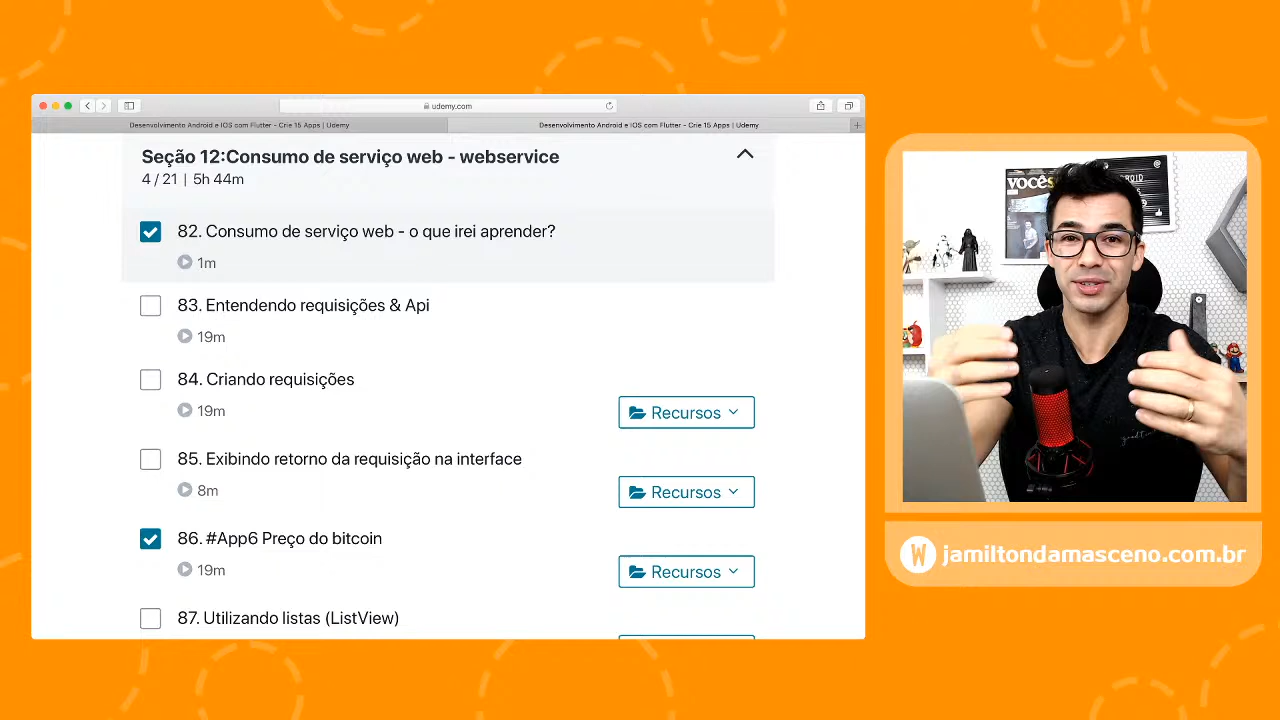 udemy.com
Desenvolvimento Android e IOS com Flutter - Crie 15 Apps | Udemy
Desenvolvimento Android e IOS com Flutter - Crie 15 Apps | Udemy
Seção 12:Consumo de serviço web - webservice
4 / 21 | 5h 44m
82. Consumo de serviço web - o que irei aprender?
1m
83. Entendendo requisições & Api
19m
84. Criando requisições
19m
Recursos
85. Exibindo retorno da requisição na interface
8m
Recursos
86. #App6 Preço do bitcoin
19m
Recursos
87. Utilizando listas (ListView)
VOCÊ
W jamiltondamasceno.com.br